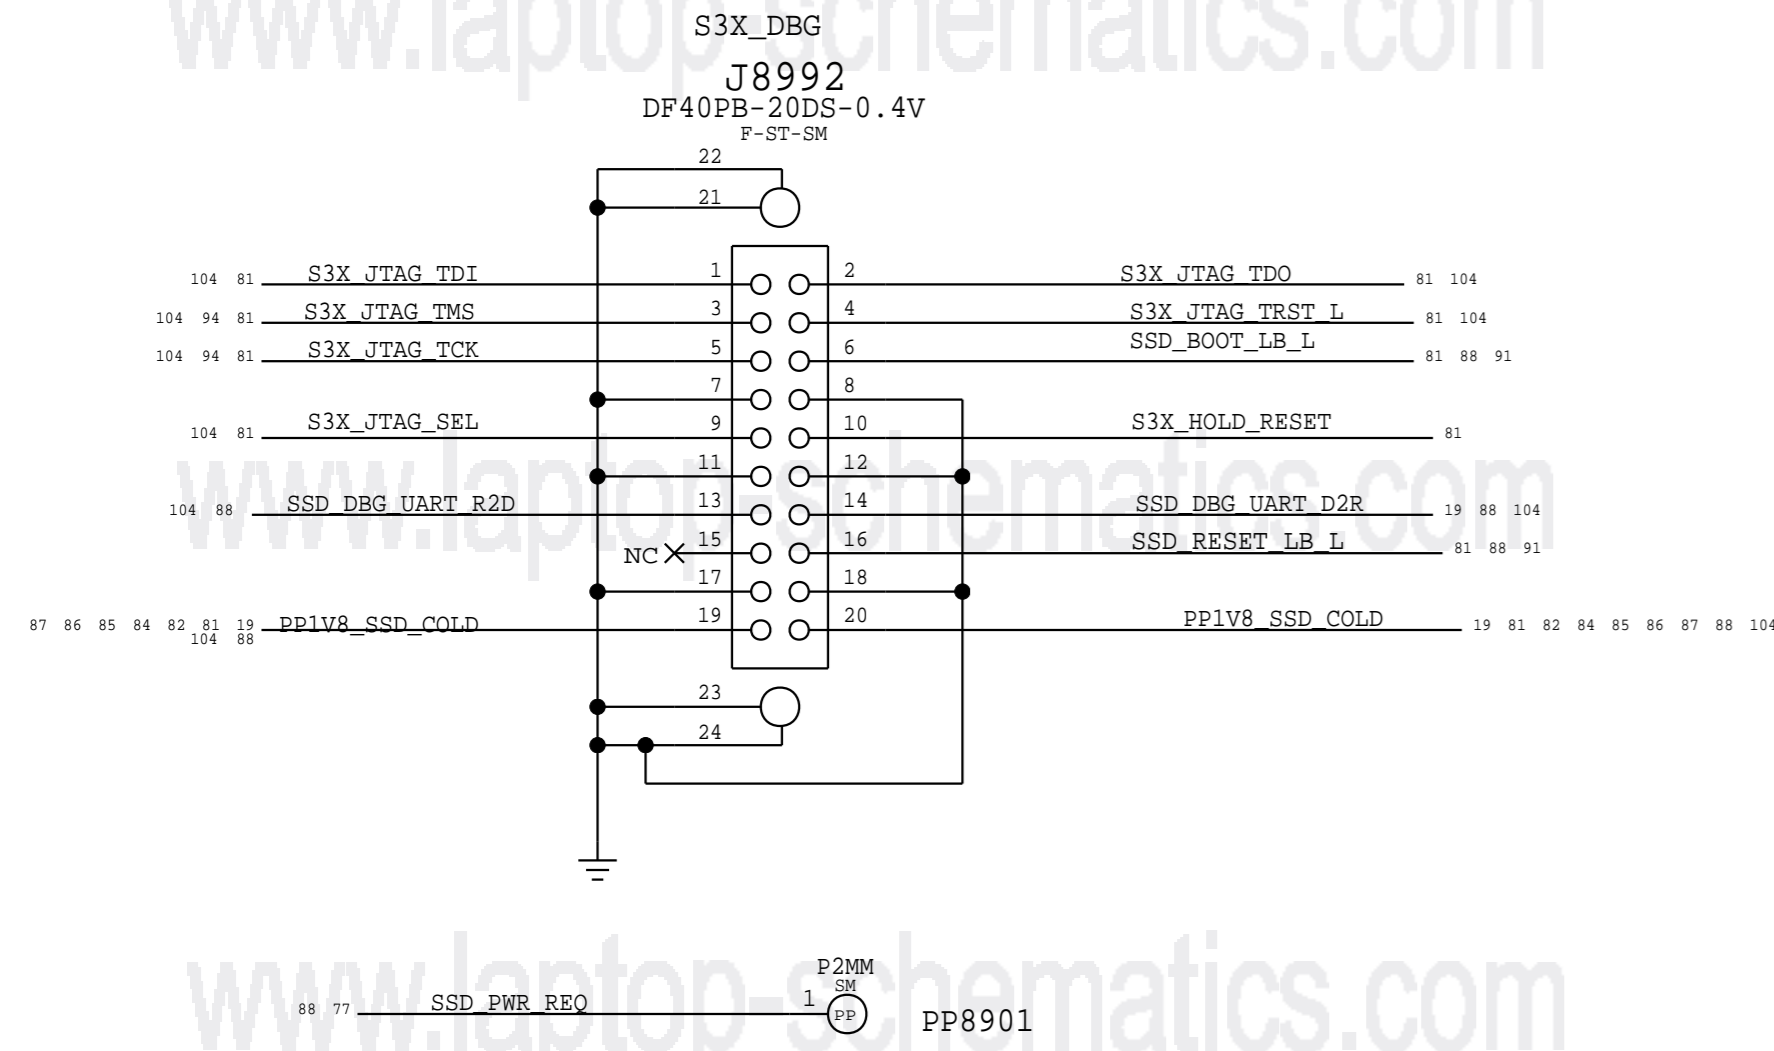 www.laptop-schematics.com
S3X_DBG
J8992
DF40PB-20DS-0.4V
F-ST-SM
22
21
104 81 S3X_JTAG_TDI 1 2 S3X_JTAG_TDO 81 104
104 94 81 S3X_JTAG_TMS 3 4 S3X_JTAG_TRST_L 81 104
104 94 81 S3X_JTAG_TCK 5 6 SSD_BOOT_LB_L 81 88 91
7 8
104 81 S3X_JTAG_SEL 9 10 S3X_HOLD_RESET 81
www.laptop-schematics.com
11 12
104 88 SSD_DBG_UART_R2D 13 14 SSD_DBG_UART_D2R 19 88 104
NC 15 16 SSD_RESET_LB_L 81 88 91
17 18
87 86 85 84 82 81 19 PP1V8_SSD_COLD 19 20 PP1V8_SSD_COLD 19 81 82 84 85 86 87 88 104
104 88
23
24
www.laptop-schematics.com
P2MM
SM
88 77 SSD_PWR_REQ 1 PP PP8901